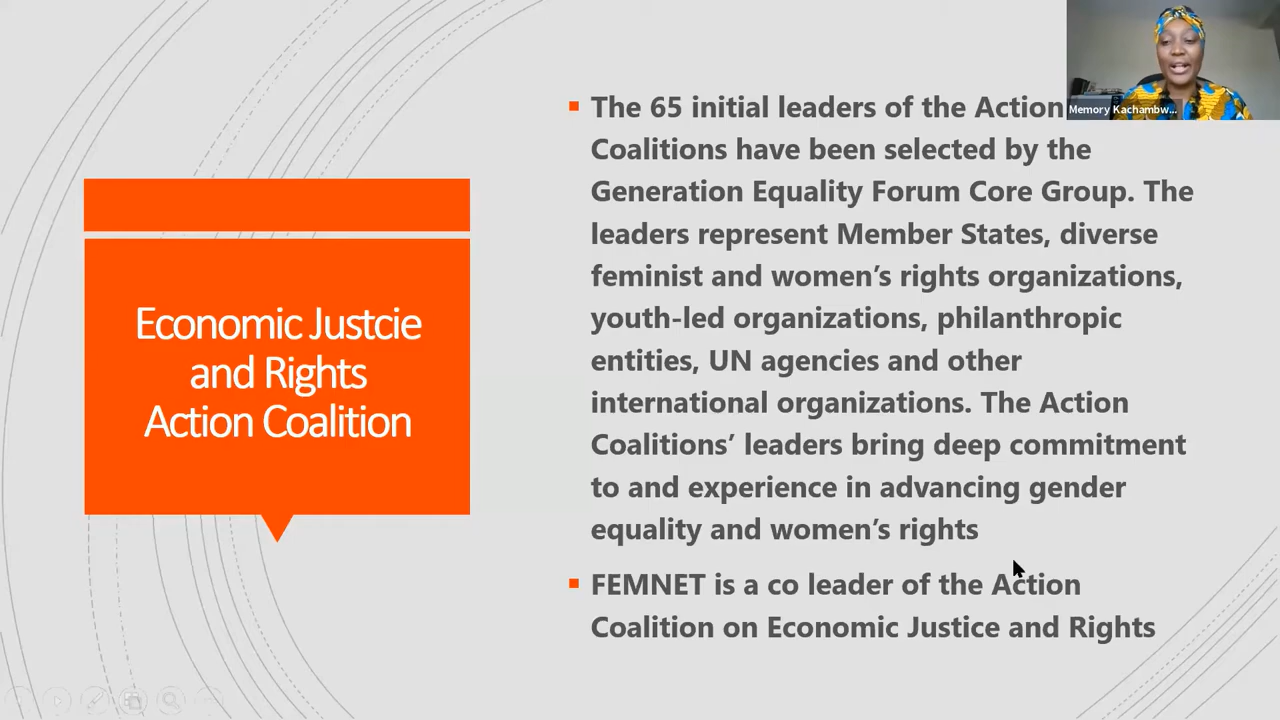 Economic Justcie
and Rights
Action Coalition
The 65 initial leaders of the Action
Coalitions have been selected by the
Generation Equality Forum Core Group. The
leaders represent Member States, diverse
feminist and women’s rights organizations,
youth-led organizations, philanthropic
entities, UN agencies and other
international organizations. The Action
Coalitions’ leaders bring deep commitment
to and experience in advancing gender
equality and women’s rights
FEMNET is a co leader of the Action
Coalition on Economic Justice and Rights
Memory Kachambw...